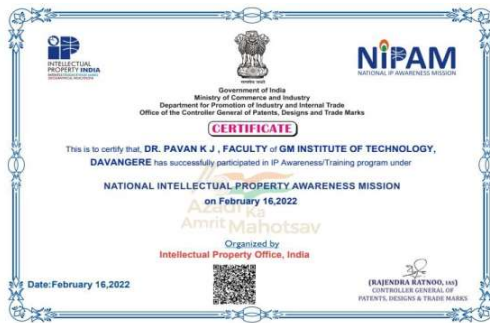 INTELLECTUAL
PROPERTY INDIA
NiPAM
NATIONAL IP AWARENESS MISSION
सत्यमेव जयते
Government of India
Ministry of Commerce and Industry
Department for Promotion of Industry and Internal Trade
Office of the Controller General of Patents, Designs and Trade Marks
CERTIFICATE
This is to certify that, DR. PAVAN K J , FACULTY of GM INSTITUTE OF TECHNOLOGY,
DAVANGERE has successfully participated in IP Awareness/Training program under
NATIONAL INTELLECTUAL PROPERTY AWARENESS MISSION
on February 16,2022
Azadi Ka
Amrit Mahotsav
Organized by
Intellectual Property Office, India
Date:February 16,2022
(RAJENDRA RATNOO, IAS)
CONTROLLER GENERAL OF
PATENTS, DESIGNS & TRADE MARKS